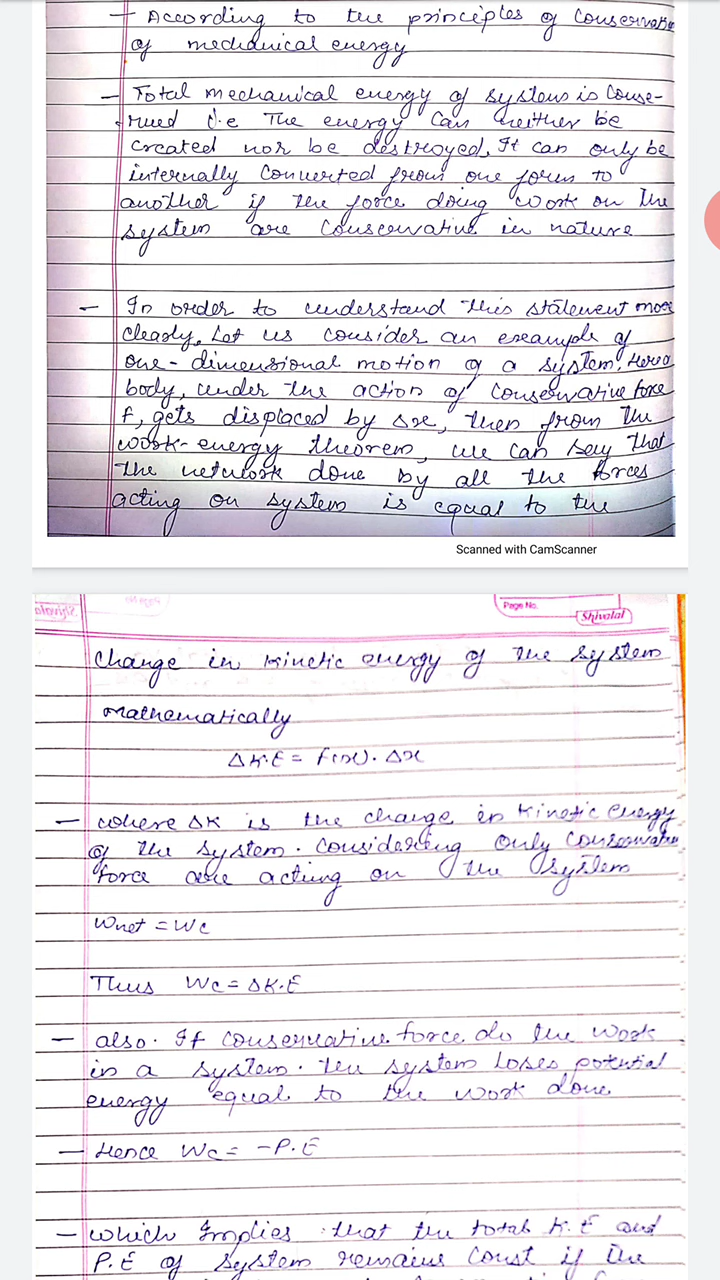 - According to the principles of Conservation
of mechanical energy
- Total mechanical energy of system is Conse-
rved i.e The energy Can neither be
Created nor be destroyed, It can only be
internally Converted from one form to
another if the force doing work on the
system are Conservative in nature
- In order to understand this statement more
clearly, Let us consider an example of
one-dimensional motion of a system. Here a
body, under the action of Conservative force
F, gets displaced by Δx, then from the
work-energy theorem, we can say that
the network done by all the forces
acting on system is equal to the
Scanned with CamScanner
Shivalal
Page No.
Shivalal
Change in kinetic energy of the system
Mathematically
ΔK.E = F(x). Δx
- where ΔK is the change in kinetic energy
of the system. Considering only Conservative
force are acting on the system
Wnet = Wc
Thus Wc = ΔK.E
- also. If conservative force do the work
in a system. the system loses potential
energy equal to the work done
- Hence Wc = -P.E
- which Implies that the total K.E and
P.E of system remains Const if the